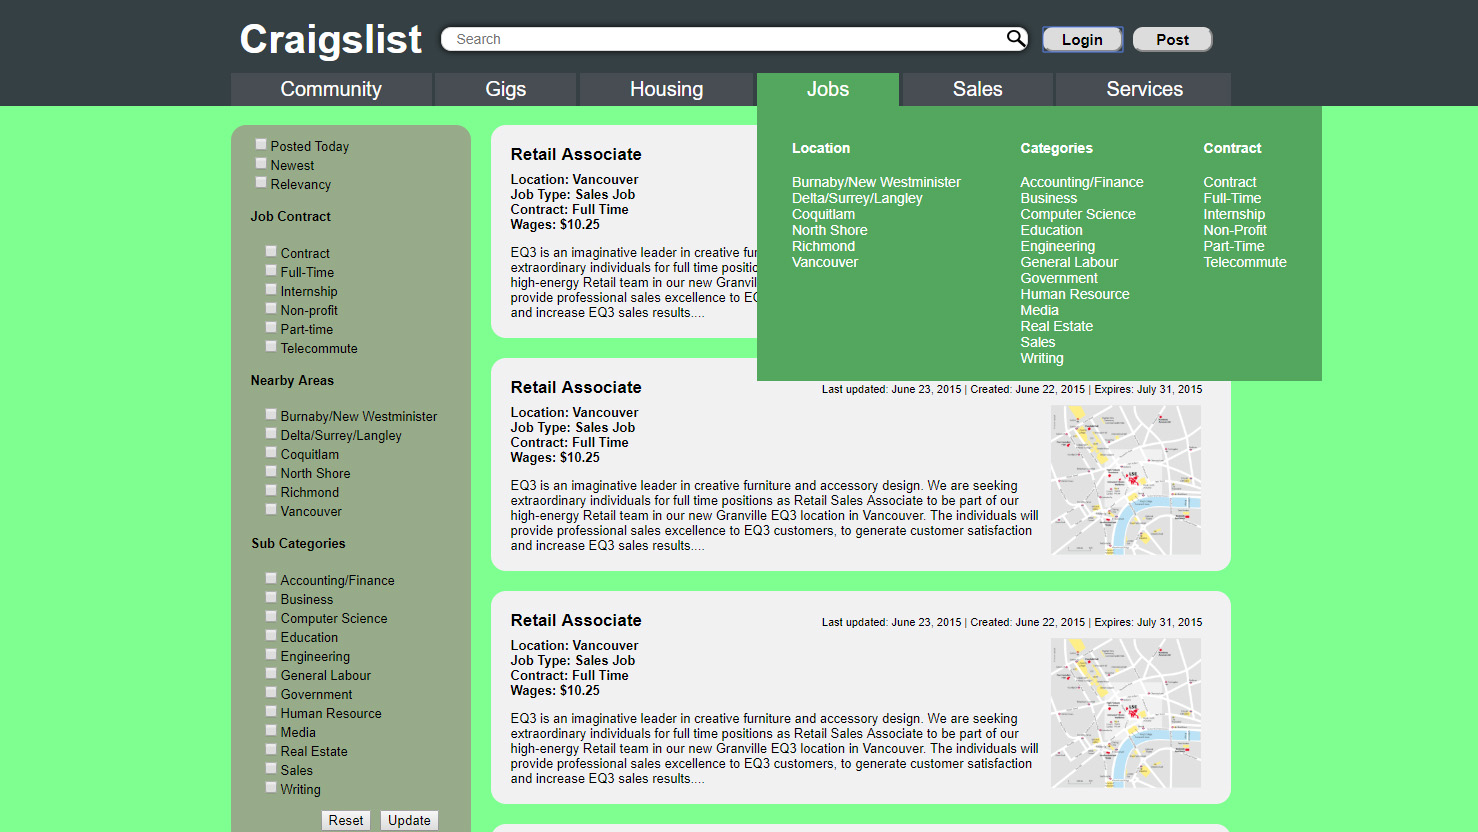 Craigslist
Search
Login
Post
Community
Gigs
Housing
Jobs
Sales
Services
Posted Today
Newest
Relevancy
Job Contract
Contract
Full-Time
Internship
Non-profit
Part-time
Telecommute
Nearby Areas
Burnaby/New Westminister
Delta/Surrey/Langley
Coquitlam
North Shore
Richmond
Vancouver
Sub Categories
Accounting/Finance
Business
Computer Science
Education
Engineering
General Labour
Government
Human Resource
Media
Real Estate
Sales
Writing
Reset
Update
Retail Associate
Location: Vancouver
Job Type: Sales Job
Contract: Full Time
Wages: $10.25
EQ3 is an imaginative leader in creative
extraordinary individuals for full time
high-energy Retail team in our new Granville
provide professional sales excellence to
and increase EQ3 sales results....
Location
Burnaby/New Westminister
Delta/Surrey/Langley
Coquitlam
North Shore
Richmond
Vancouver
Categories
Accounting/Finance
Business
Computer Science
Education
Engineering
General Labour
Government
Human Resource
Media
Real Estate
Sales
Writing
Contract
Contract
Full-Time
Internship
Non-Profit
Part-Time
Telecommute
Retail Associate
Last updated: June 23, 2015 | Created: June 22, 2015 | Expires: July 31, 2015
Location: Vancouver
Job Type: Sales Job
Contract: Full Time
Wages: $10.25
EQ3 is an imaginative leader in creative furniture and accessory design. We are seeking
extraordinary individuals for full time positions as Retail Sales Associate to be part of our
high-energy Retail team in our new Granville EQ3 location in Vancouver. The individuals will
provide professional sales excellence to EQ3 customers, to generate customer satisfaction
and increase EQ3 sales results....
Retail Associate
Last updated: June 23, 2015 | Created: June 22, 2015 | Expires: July 31, 2015
Location: Vancouver
Job Type: Sales Job
Contract: Full Time
Wages: $10.25
EQ3 is an imaginative leader in creative furniture and accessory design. We are seeking
extraordinary individuals for full time positions as Retail Sales Associate to be part of our
high-energy Retail team in our new Granville EQ3 location in Vancouver. The individuals will
provide professional sales excellence to EQ3 customers, to generate customer satisfaction
and increase EQ3 sales results....